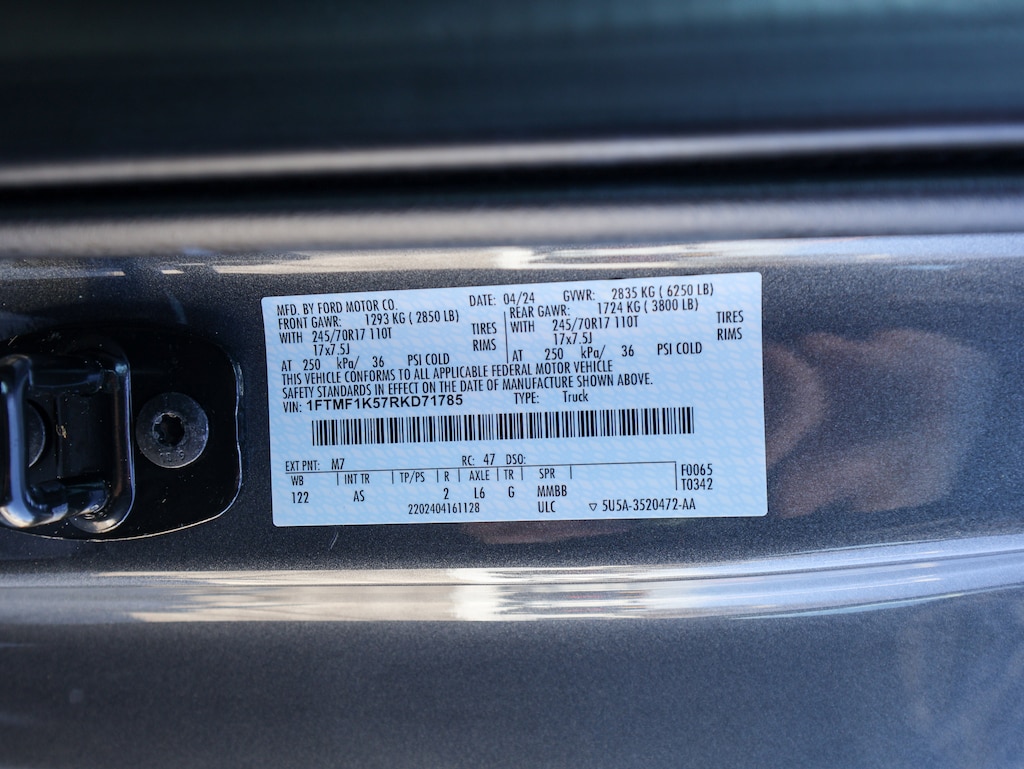 MFD. BY FORD MOTOR CO. DATE: 04/24 GVWR: 2835 KG ( 6250 LB)
FRONT GAWR: 1293 KG ( 2850 LB) REAR GAWR: 1724 KG ( 3800 LB)
WITH 245/70R17 110T TIRES WITH 245/70R17 110T TIRES
17x7.5J RIMS 17x7.5J RIMS
AT 250 kPa/ 36 PSI COLD AT 250 kPa/ 36 PSI COLD
THIS VEHICLE CONFORMS TO ALL APPLICABLE FEDERAL MOTOR VEHICLE
SAFETY STANDARDS IN EFFECT ON THE DATE OF MANUFACTURE SHOWN ABOVE.
VIN: 1FTMF1K57RKD71785 TYPE: Truck
EXT PNT: M7 RC: 47 DSO:
WB INT TR TP/PS R AXLE TR SPR F0065
122 AS 2 L6 G MMBB T0342
2202404161128 ULC ▽ 5U5A-3520472-AA